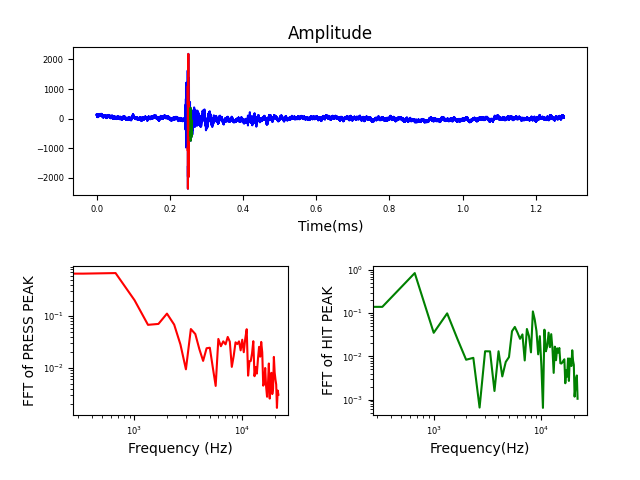 Amplitude
2000
1000
0
−1000
−2000
0.0 0.2 0.4 0.6 0.8 1.0 1.2
Time(ms)
FFT of PRESS PEAK
10⁻¹
10⁻²
10³ 10⁴
Frequency (Hz)
FFT of HIT PEAK
10⁰
10⁻¹
10⁻²
10⁻³
10³ 10⁴
Frequency(Hz)